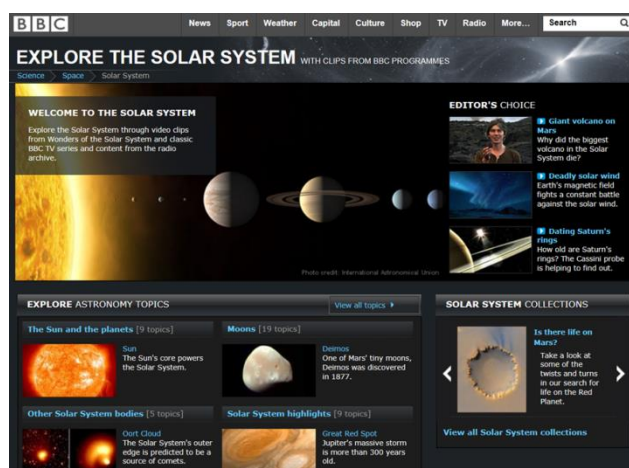 BBC
News Sport Weather Capital Culture Shop TV Radio More... Search
EXPLORE THE SOLAR SYSTEM WITH CLIPS FROM BBC PROGRAMMES
Science Space Solar System
WELCOME TO THE SOLAR SYSTEM
Explore the Solar System through video clips
from Wonders of the Solar System and classic
BBC TV series and content from the radio
archive.
Photo credit: International Astronomical Union
EDITOR'S CHOICE
Giant volcano on
Mars
Why did the biggest
volcano in the Solar
System die?
Deadly solar wind
Earth's magnetic field
fights a constant battle
against the solar wind.
Dating Saturn's
rings
How old are Saturn's
rings? The Cassini probe
is helping to find out.
EXPLORE ASTRONOMY TOPICS
View all topics
The Sun and the planets [9 topics]
Sun
The Sun's core powers
the Solar System.
Moons [19 topics]
Deimos
One of Mars' tiny moons,
Deimos was discovered
in 1877.
Other Solar System bodies [5 topics]
Oort Cloud
The Solar System's outer
edge is predicted to be a
source of comets.
Solar System highlights [9 topics]
Great Red Spot
Jupiter's massive storm
is more than 300 years
old.
SOLAR SYSTEM COLLECTIONS
Is there life on
Mars?
Take a look at
some of the
twists and turns
in our search for
life on the Red
Planet.
View all Solar System collections